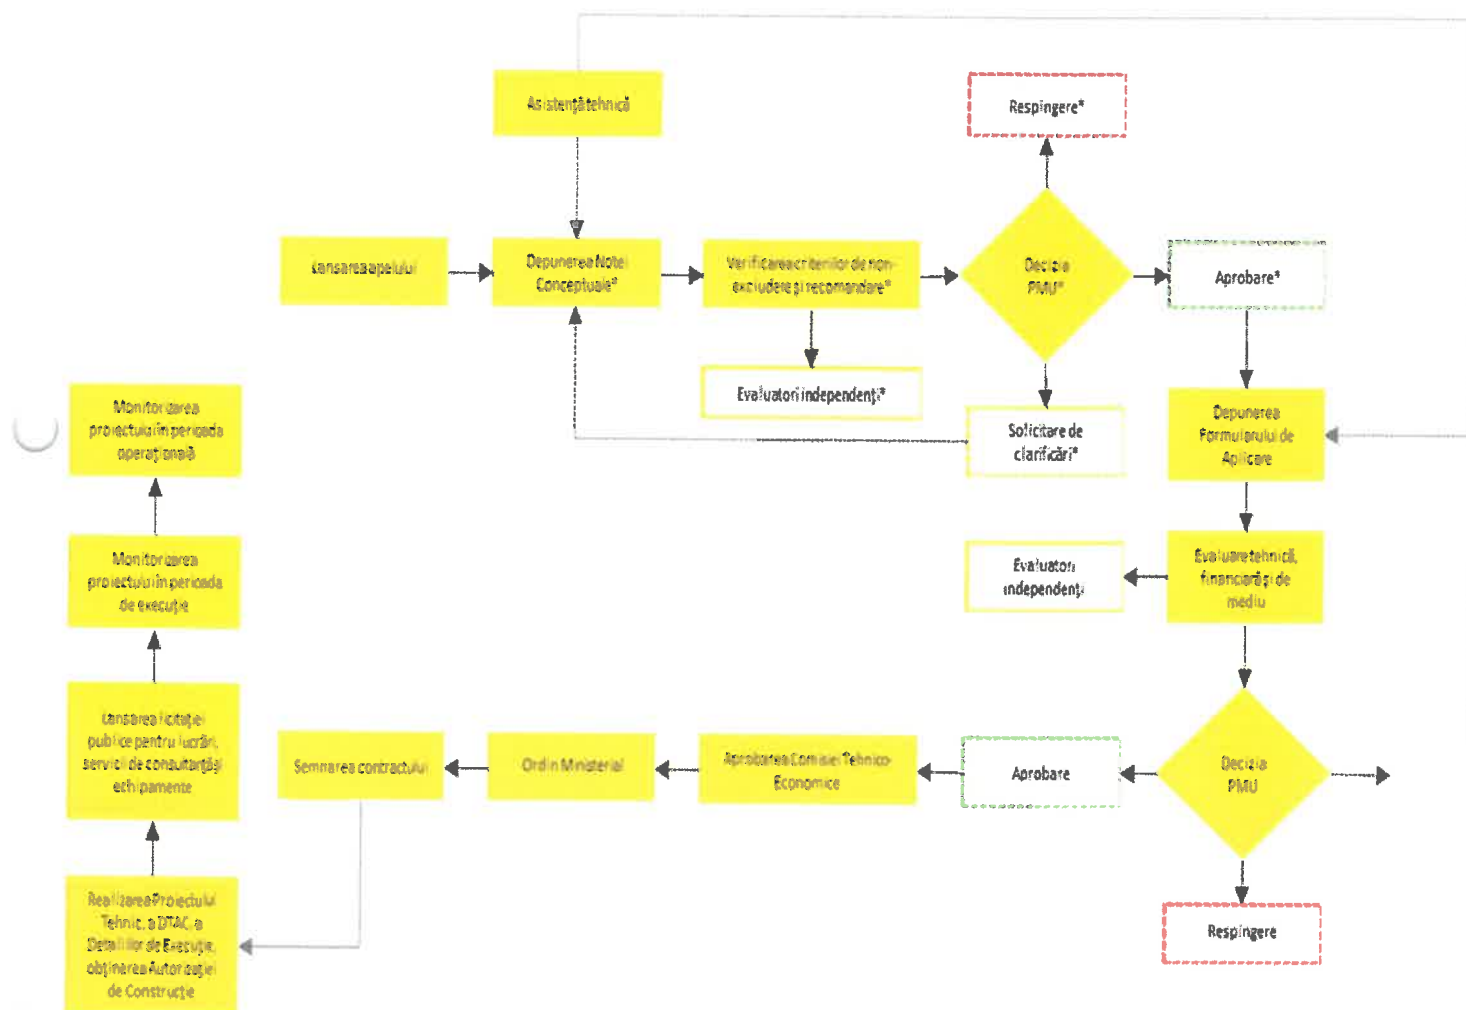 Asistență tehnică
Respingere*
Lansarea apelului
Depunerea Notei
Conceptuale*
Verificarea criteriilor de non-
excludere și recomandare*
Decizia
PMU*
Aprobare*
Evaluatori independenți*
Solicitare de
clarificări*
Depunerea
Formularului de
Aplicare
Monitorizarea
proiectului în perioada
operațională
Monitorizarea
proiectului în perioada
de execuție
Evaluatori
independenți
Evaluare tehnică,
financiară și de
mediu
Lansarea licitației
publice pentru lucrări,
servicii de consultanță și
echipamente
Semnarea contractului
Ordin Ministerial
Aprobarea Comisiei Tehnico-
Economice
Aprobare
Decizia
PMU
Realizarea Proiectului
Tehnic, a DTAC, a
Detaliilor de Execuție,
obținerea Autorizației
de Construcție
Respingere